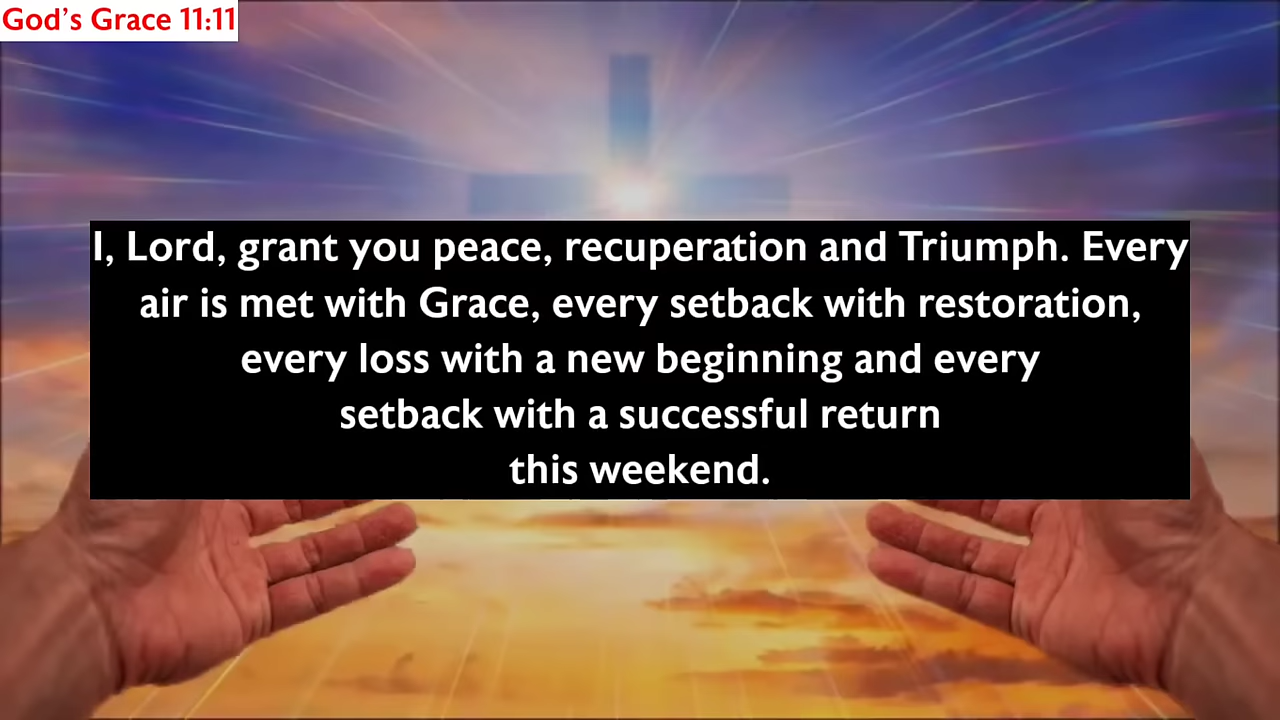 God’s Grace 11:11
I, Lord, grant you peace, recuperation and Triumph. Every
air is met with Grace, every setback with restoration,
every loss with a new beginning and every
setback with a successful return
this weekend.